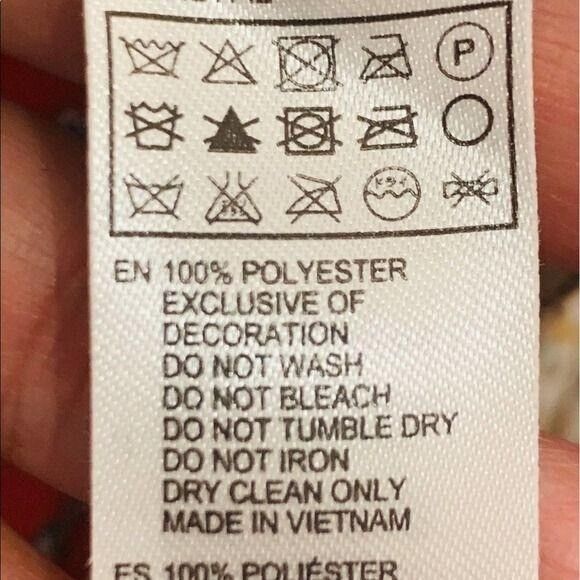 P
EN 100% POLYESTER
EXCLUSIVE OF
DECORATION
DO NOT WASH
DO NOT BLEACH
DO NOT TUMBLE DRY
DO NOT IRON
DRY CLEAN ONLY
MADE IN VIETNAM
ES 100% POLIÉSTER